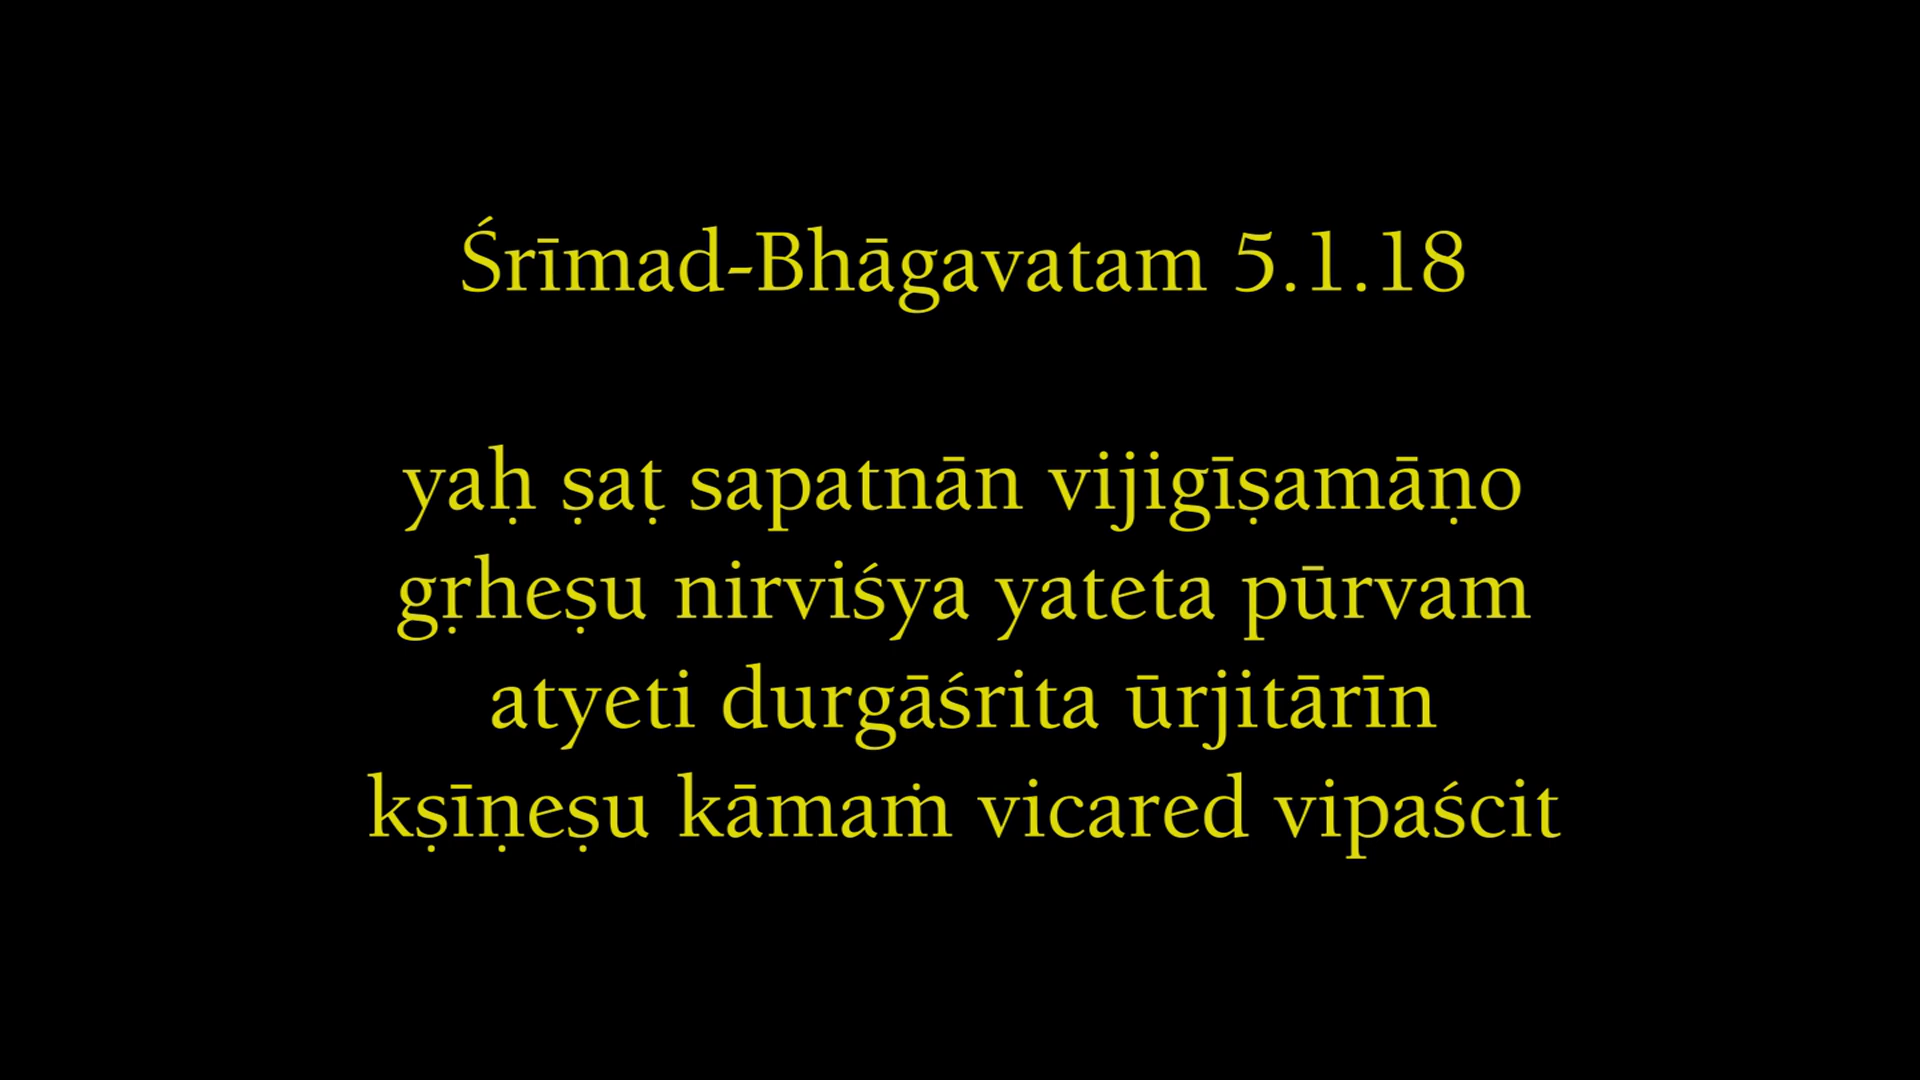 Śrīmad-Bhāgavatam 5.1.18
yaḥ ṣaṭ sapatnān vijigīṣamāṇo
gṛheṣu nirviśya yateta pūrvam
atyeti durgāśrita ūrjitārīn
kṣīṇeṣu kāmaṁ vicared vipaścit